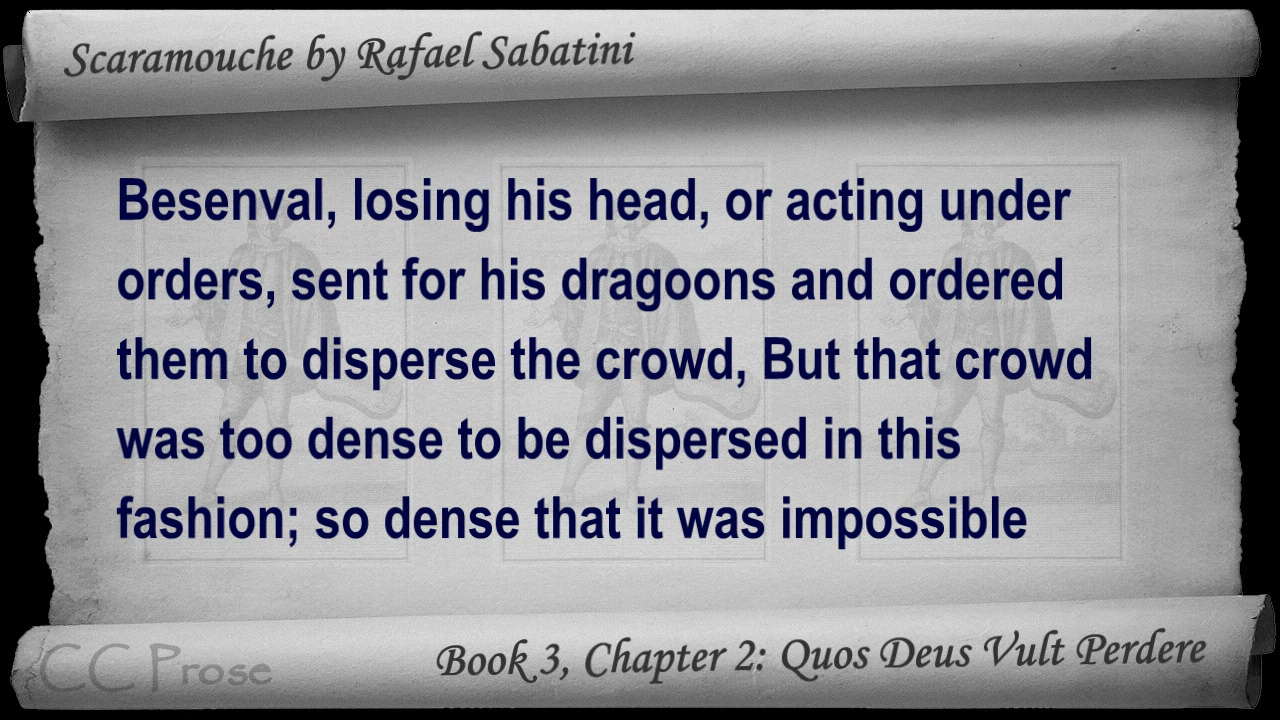 Scaramouche by Rafael Sabatini
Besenval, losing his head, or acting under
orders, sent for his dragoons and ordered
them to disperse the crowd, But that crowd
was too dense to be dispersed in this
fashion; so dense that it was impossible
CC Prose
Book 3, Chapter 2: Quos Deus Vult Perdere